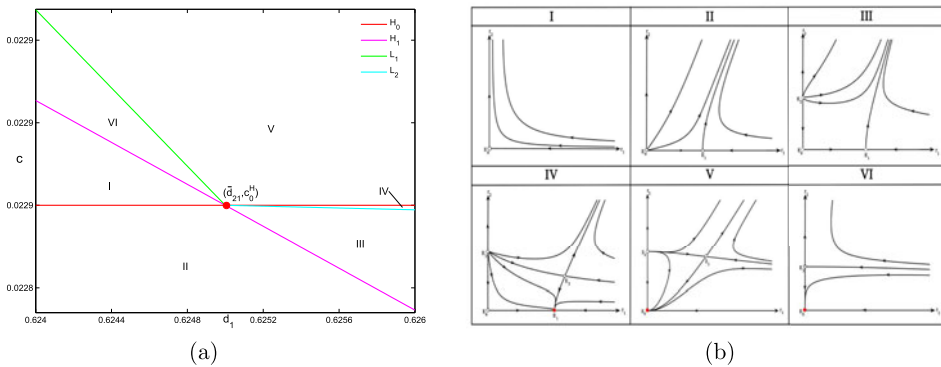 0.0229
0.0229
0.0229
0.0228
c
0.624
0.6244
0.6248
0.6252
0.6256
0.626
d₁
H₀
H₁
L₁
L₂
VI
V
I
(d̄₂₁,c₀ᴴ)
IV
III
II
(a)
I
II
III
IV
V
VI
(b)